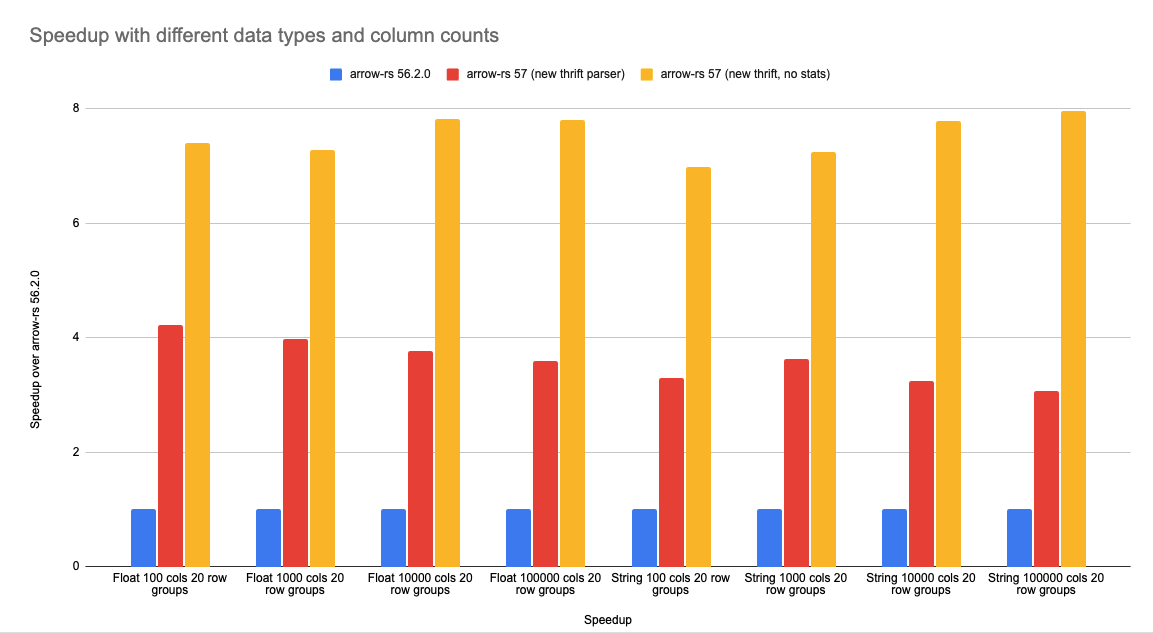 Speedup with different data types and column counts
arrow-rs 56.2.0
arrow-rs 57 (new thrift parser)
arrow-rs 57 (new thrift, no stats)
8
6
4
2
0
Speedup over arrow-rs 56.2.0
Float 100 cols 20 row
groups
Float 1000 cols 20
row groups
Float 10000 cols 20
row groups
Float 100000 cols 20
row groups
String 100 cols 20 row
groups
String 1000 cols 20
row groups
String 10000 cols 20
row groups
String 100000 cols 20
row groups
Speedup